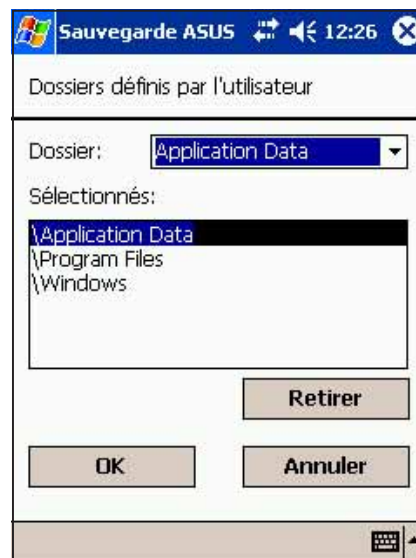 Sauvegarde ASUS 12:26
Dossiers définis par l'utilisateur
Dossier: Application Data
Sélectionnés:
\Application Data
\Program Files
\Windows
Retirer
OK Annuler